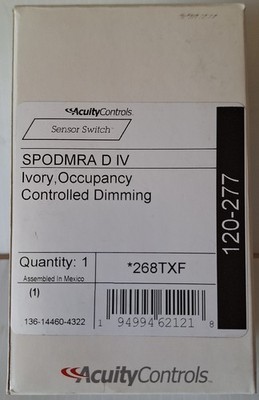 AcuityControls
Sensor Switch
SPODMRA D IV
Ivory,Occupancy
Controlled Dimming
120-277
Quantity: 1
*268TXF
Assembled in Mexico
(1)
136-14460-4322
1 94994 62121 8
AcuityControls